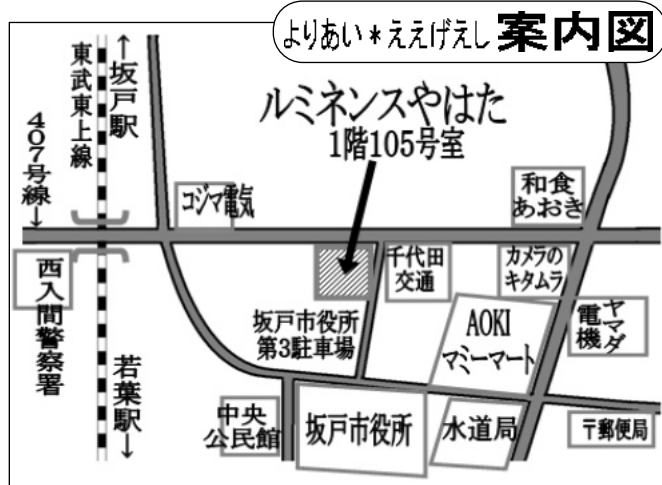 よりあい*ええげえし 案内図
←坂戸駅
東武東上線
407号線↓
ルミネンスやはた
1階105号室
コジマ電気
和食
あおき
西入間警察署
千代田
交通
カメラの
キタムラ
坂戸市役所
第3駐車場
AOKI
マミーマート
ヤマダ
電機
若葉駅→
中央
公民館
坂戸市役所
水道局
〒郵便局